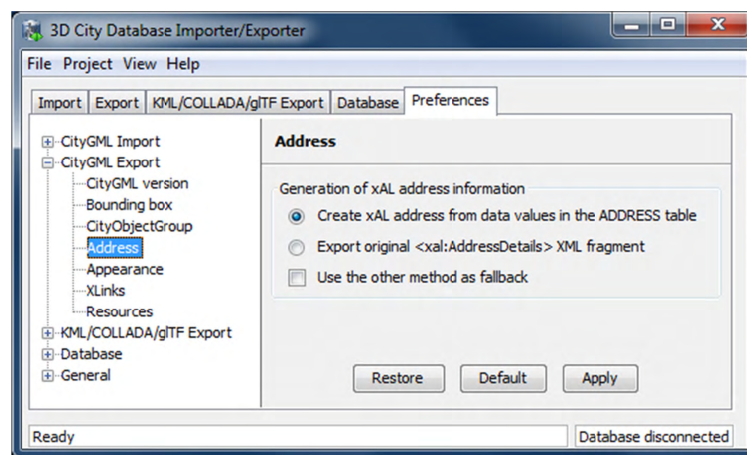 3D City Database Importer/Exporter
File Project View Help
Import Export KML/COLLADA/glTF Export Database Preferences
CityGML Import
CityGML Export
CityGML version
Bounding box
CityObjectGroup
Address
Appearance
XLinks
Resources
KML/COLLADA/glTF Export
Database
General
Address
Generation of xAL address information
Create xAL address from data values in the ADDRESS table
Export original <xal:AddressDetails> XML fragment
Use the other method as fallback
Restore Default Apply
Ready Database disconnected